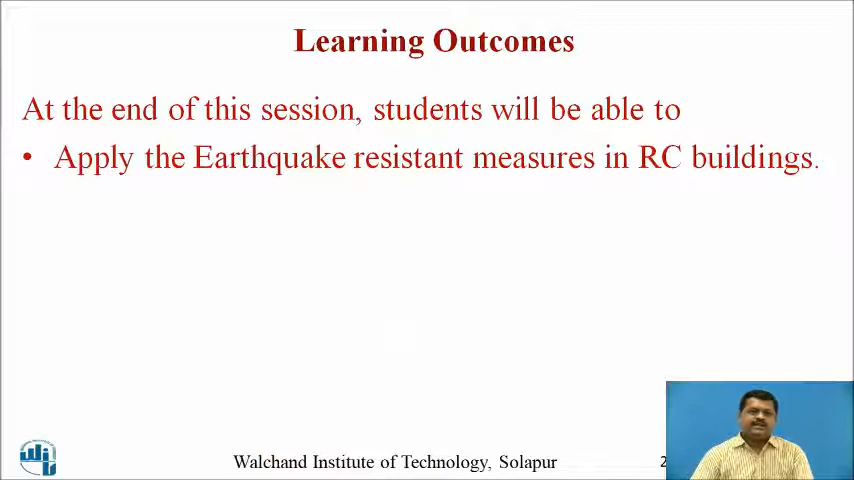 Learning Outcomes
At the end of this session, students will be able to
• Apply the Earthquake resistant measures in RC buildings.
Walchand Institute of Technology, Solapur
2